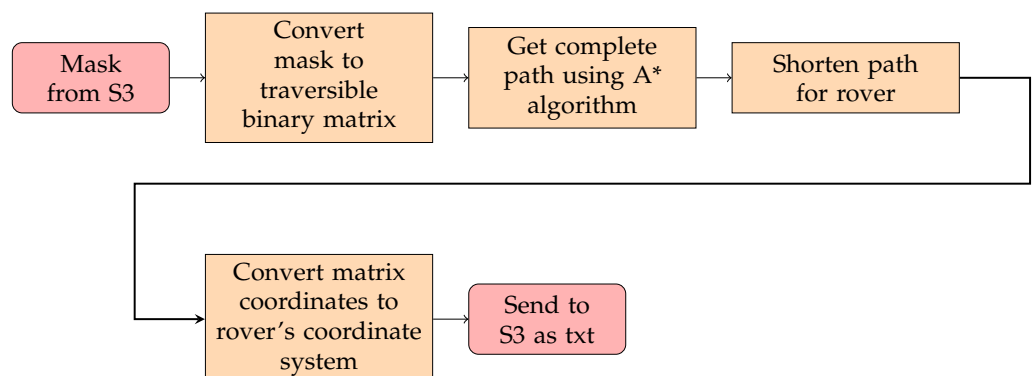 Mask
from S3
Convert
mask to
traversible
binary matrix
Get complete
path using A*
algorithm
Shorten path
for rover
Convert matrix
coordinates to
rover's coordinate
system
Send to
S3 as txt